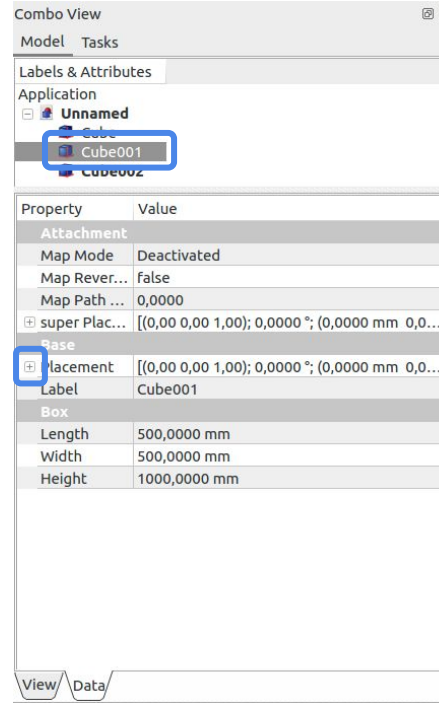 Combo View
Model Tasks
Labels & Attributes
Application
Unnamed
Cube
Cube001
Cube002
Property Value
Attachment
Map Mode Deactivated
Map Rever... false
Map Path ... 0,0000
super Plac... [(0,00 0,00 1,00); 0,0000 °; (0,0000 mm 0,0...
Base
Placement [(0,00 0,00 1,00); 0,0000 °; (0,0000 mm 0,0...
Label Cube001
Box
Length 500,0000 mm
Width 500,0000 mm
Height 1000,0000 mm
View Data